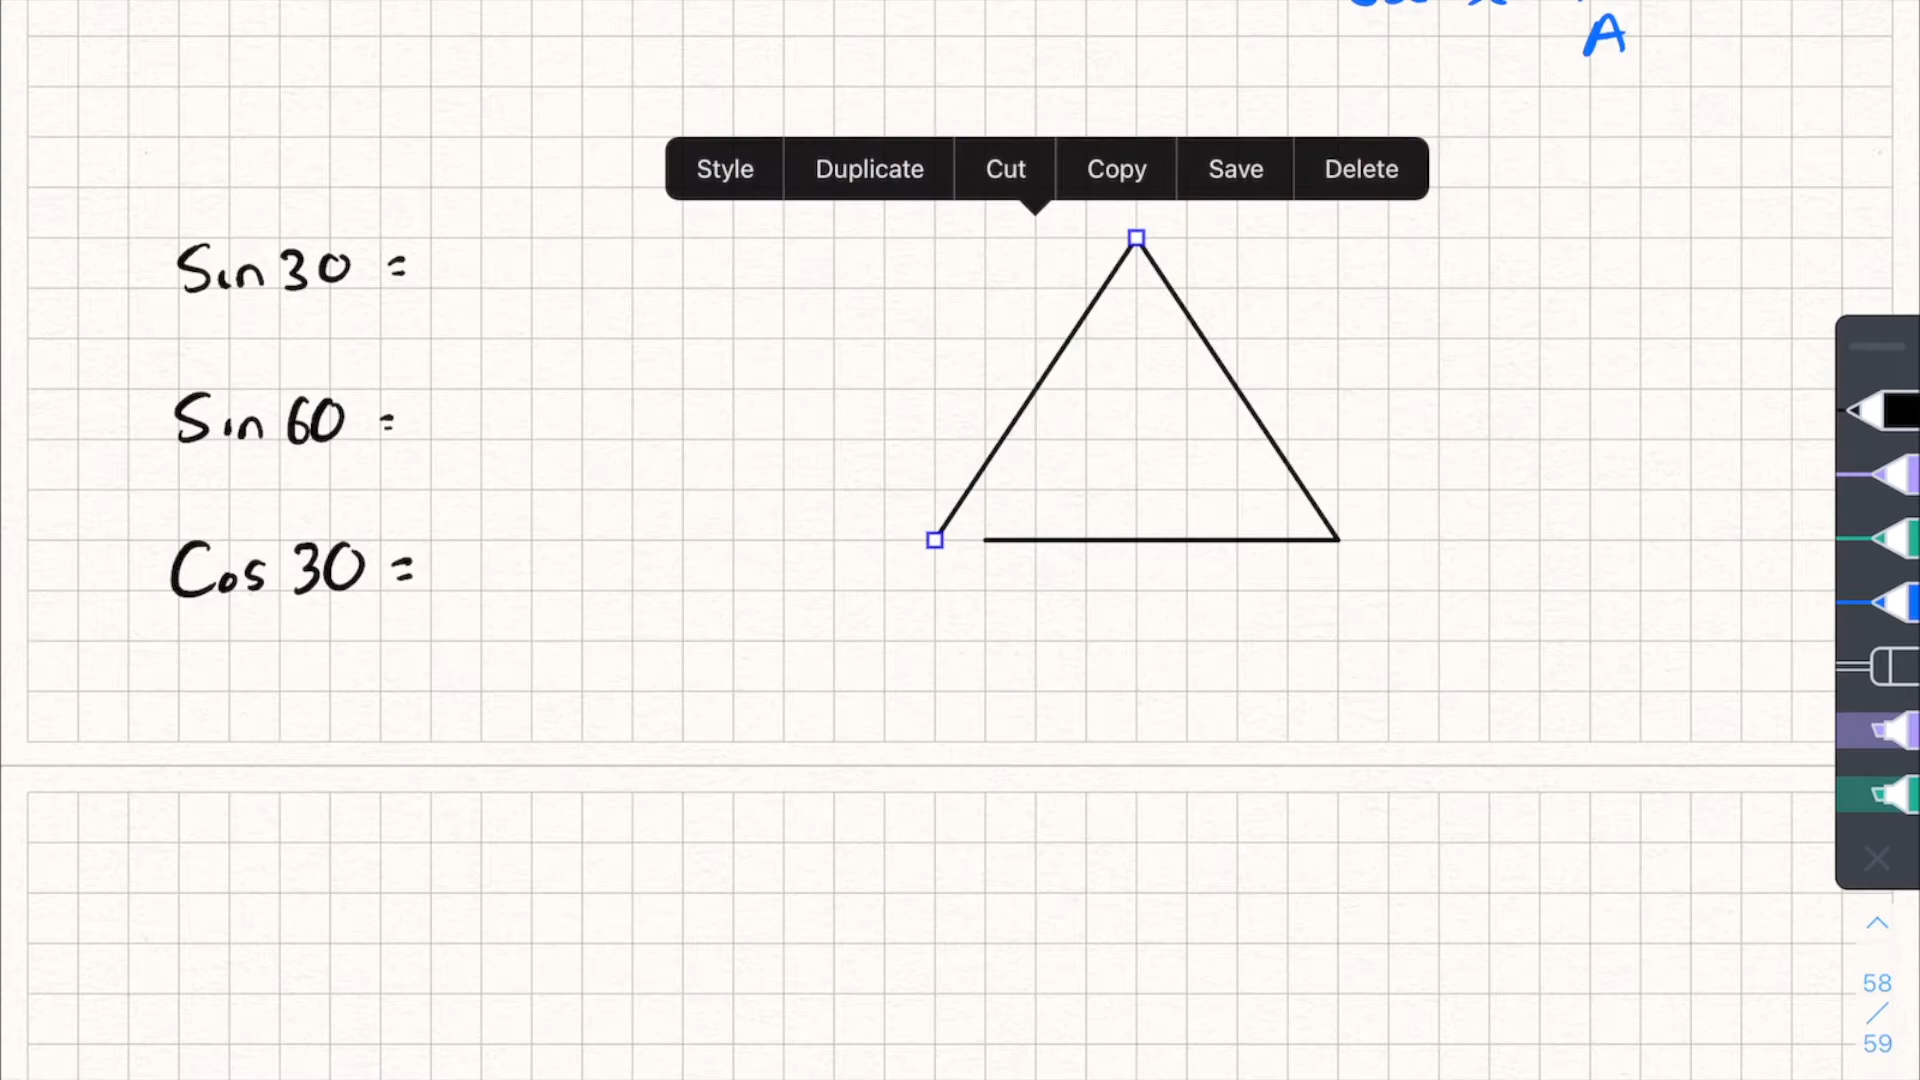 A
Style Duplicate Cut Copy Save Delete
Sin 30 =
Sin 60 =
Cos 30 =
58
/
59